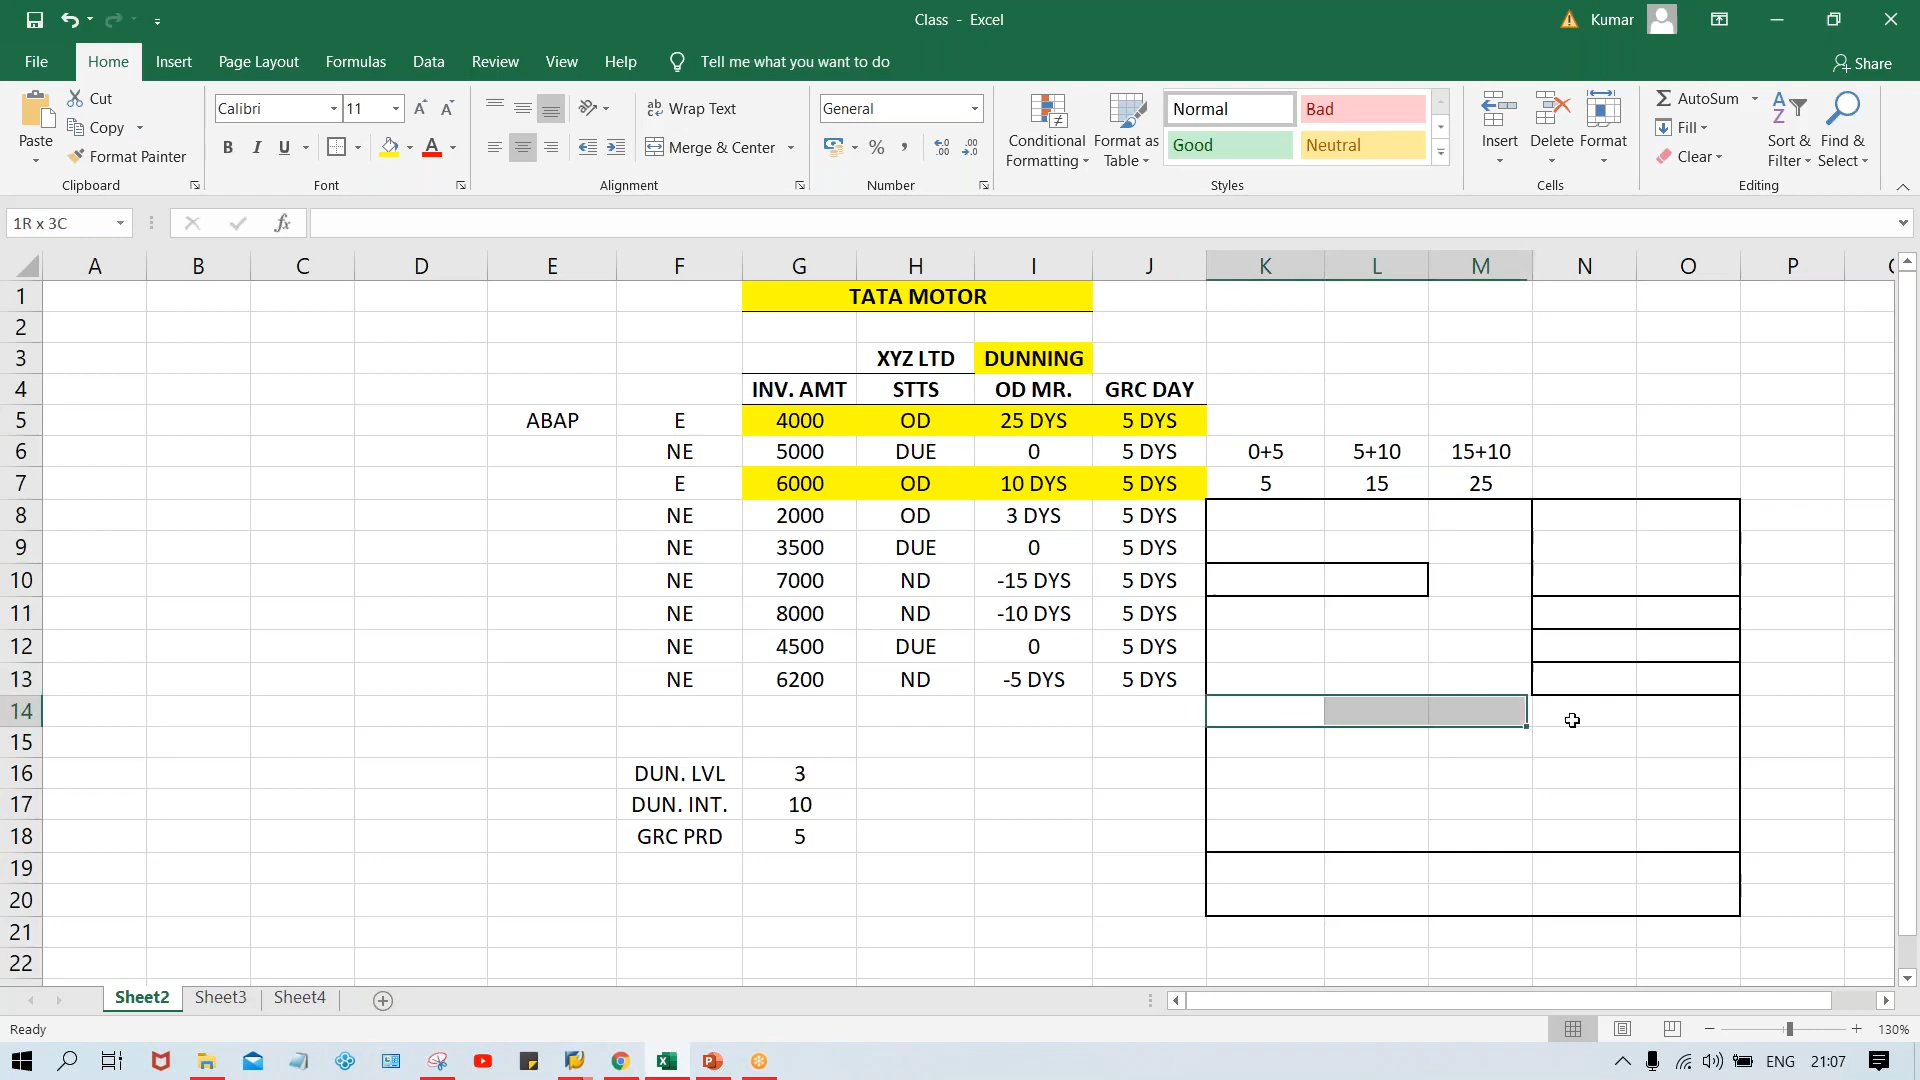 Class - Excel
Kumar
File Home Insert Page Layout Formulas Data Review View Help Tell me what you want to do
Share
Paste
Cut
Copy
Format Painter
Clipboard
Calibri 11
B I U
Font
Wrap Text
Merge & Center
Alignment
General
Number
Conditional Formatting
Format as Table
Normal Bad
Good Neutral
Styles
Insert Delete Format
Cells
AutoSum
Fill
Clear
Sort & Filter
Find & Select
Editing
1R x 3C
fx
A B C D E F G H I J K L M N O P
1 TATA MOTOR
2
3 XYZ LTD DUNNING
4 INV. AMT STTS OD MR. GRC DAY
5 ABAP E 4000 OD 25 DYS 5 DYS
6 NE 5000 DUE 0 5 DYS 0+5 5+10 15+10
7 E 6000 OD 10 DYS 5 DYS 5 15 25
8 NE 2000 OD 3 DYS 5 DYS
9 NE 3500 DUE 0 5 DYS
10 NE 7000 ND -15 DYS 5 DYS
11 NE 8000 ND -10 DYS 5 DYS
12 NE 4500 DUE 0 5 DYS
13 NE 6200 ND -5 DYS 5 DYS
14
15
16 DUN. LVL 3
17 DUN. INT. 10
18 GRC PRD 5
19
20
21
22
Sheet2 Sheet3 Sheet4
Ready
130%
ENG 21:07